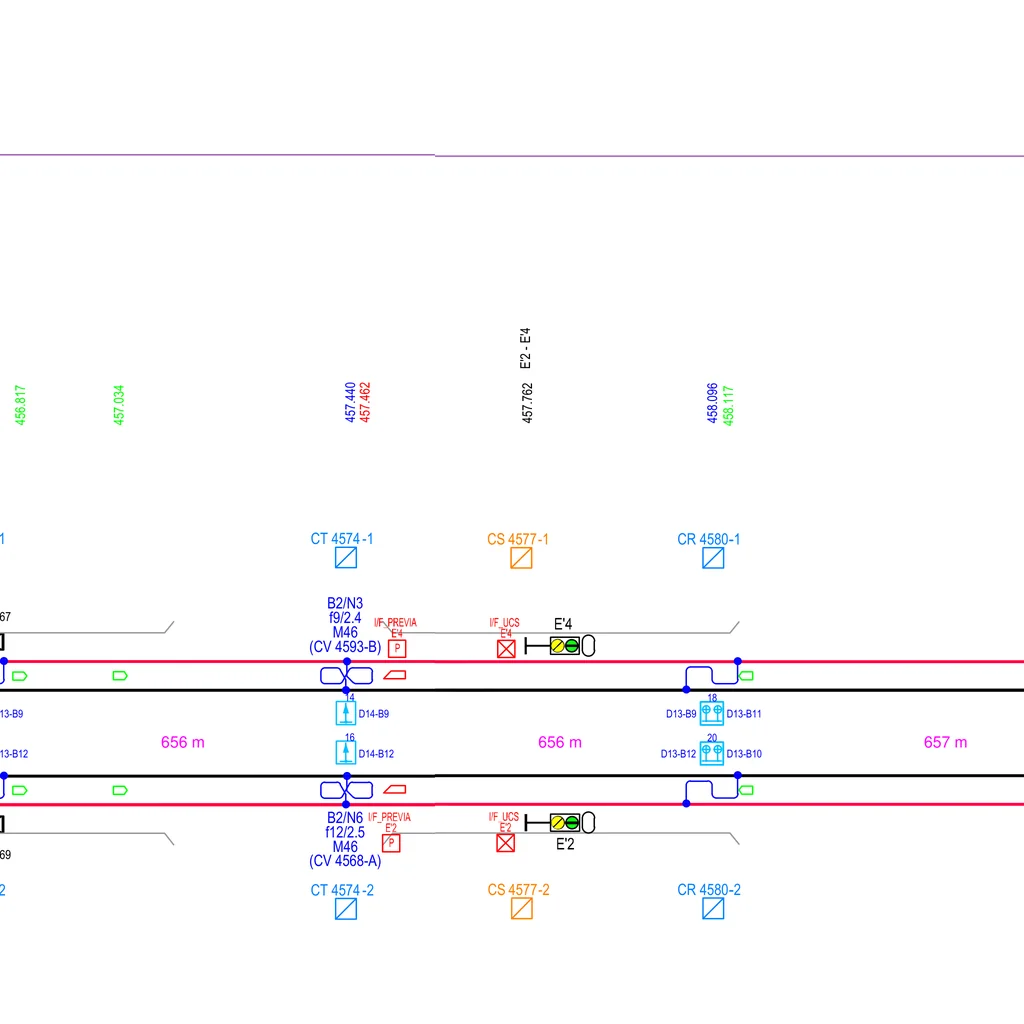 E'2 - E'4
456.817
457.034
457.440
457.462
457.762
458.096
458.117
1
CT 4574-1
CS 4577-1
CR 4580-1
67
B2/N3
f9/2.4
M46
(CV 4593-B)
I/F_PREVIA
E'4
P
I/F_UCS
E'4
E'4
13-B9
14
D14-B9
D13-B9
18
D13-B11
656 m
656 m
657 m
13-B12
16
D14-B12
D13-B12
20
D13-B10
69
B2/N6
f12/2.5
M46
(CV 4568-A)
I/F_PREVIA
E'2
P
I/F_UCS
E'2
E'2
2
CT 4574-2
CS 4577-2
CR 4580-2